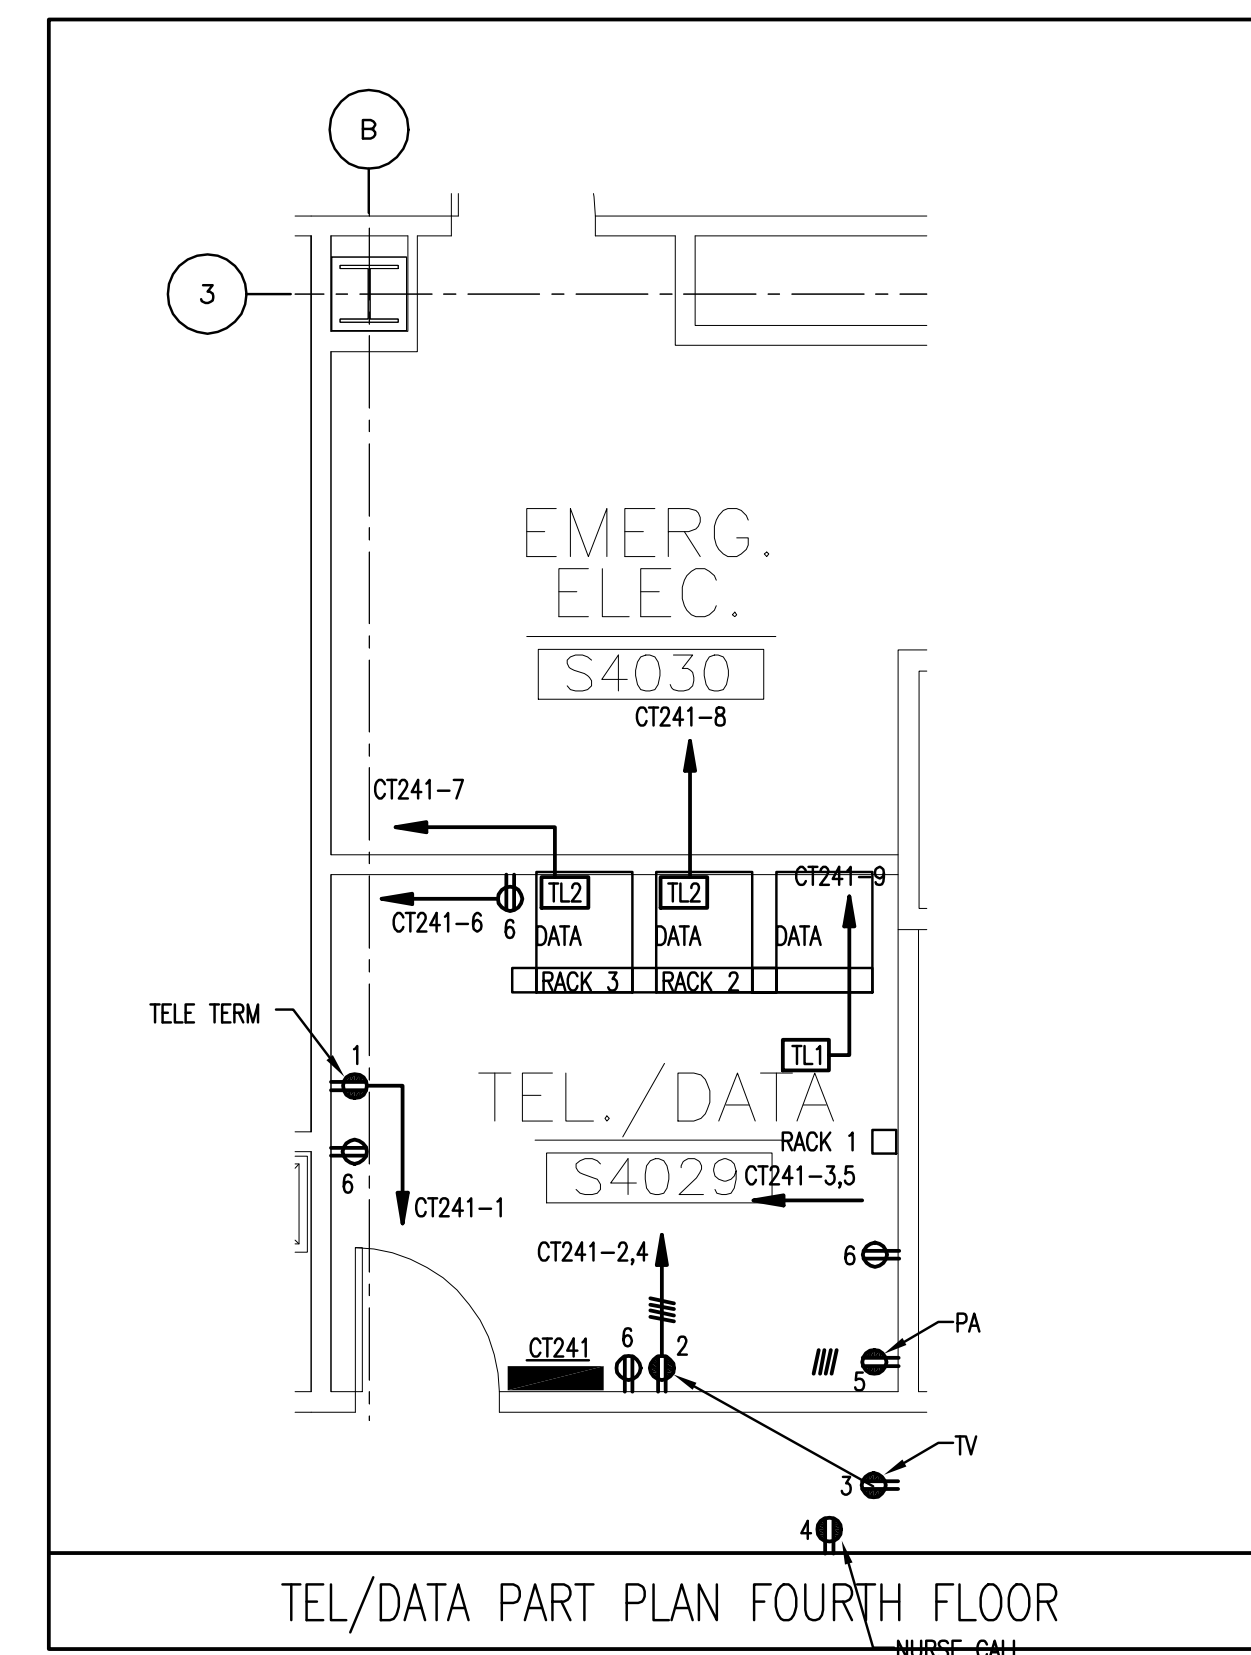 B
3
EMERG.
ELEC.
S4030
CT241-8
CT241-7
CT241-9
TL2
TL2
CT241-6
6
DATA
DATA
DATA
RACK 3
RACK 2
TELE TERM
1
TL1
TEL./DATA
RACK 1
6
S4029
CT241-3,5
CT241-1
CT241-2,4
6
PA
CT241
6
2
5
TV
3
4
TEL/DATA PART PLAN FOURTH FLOOR
NURSE CALL